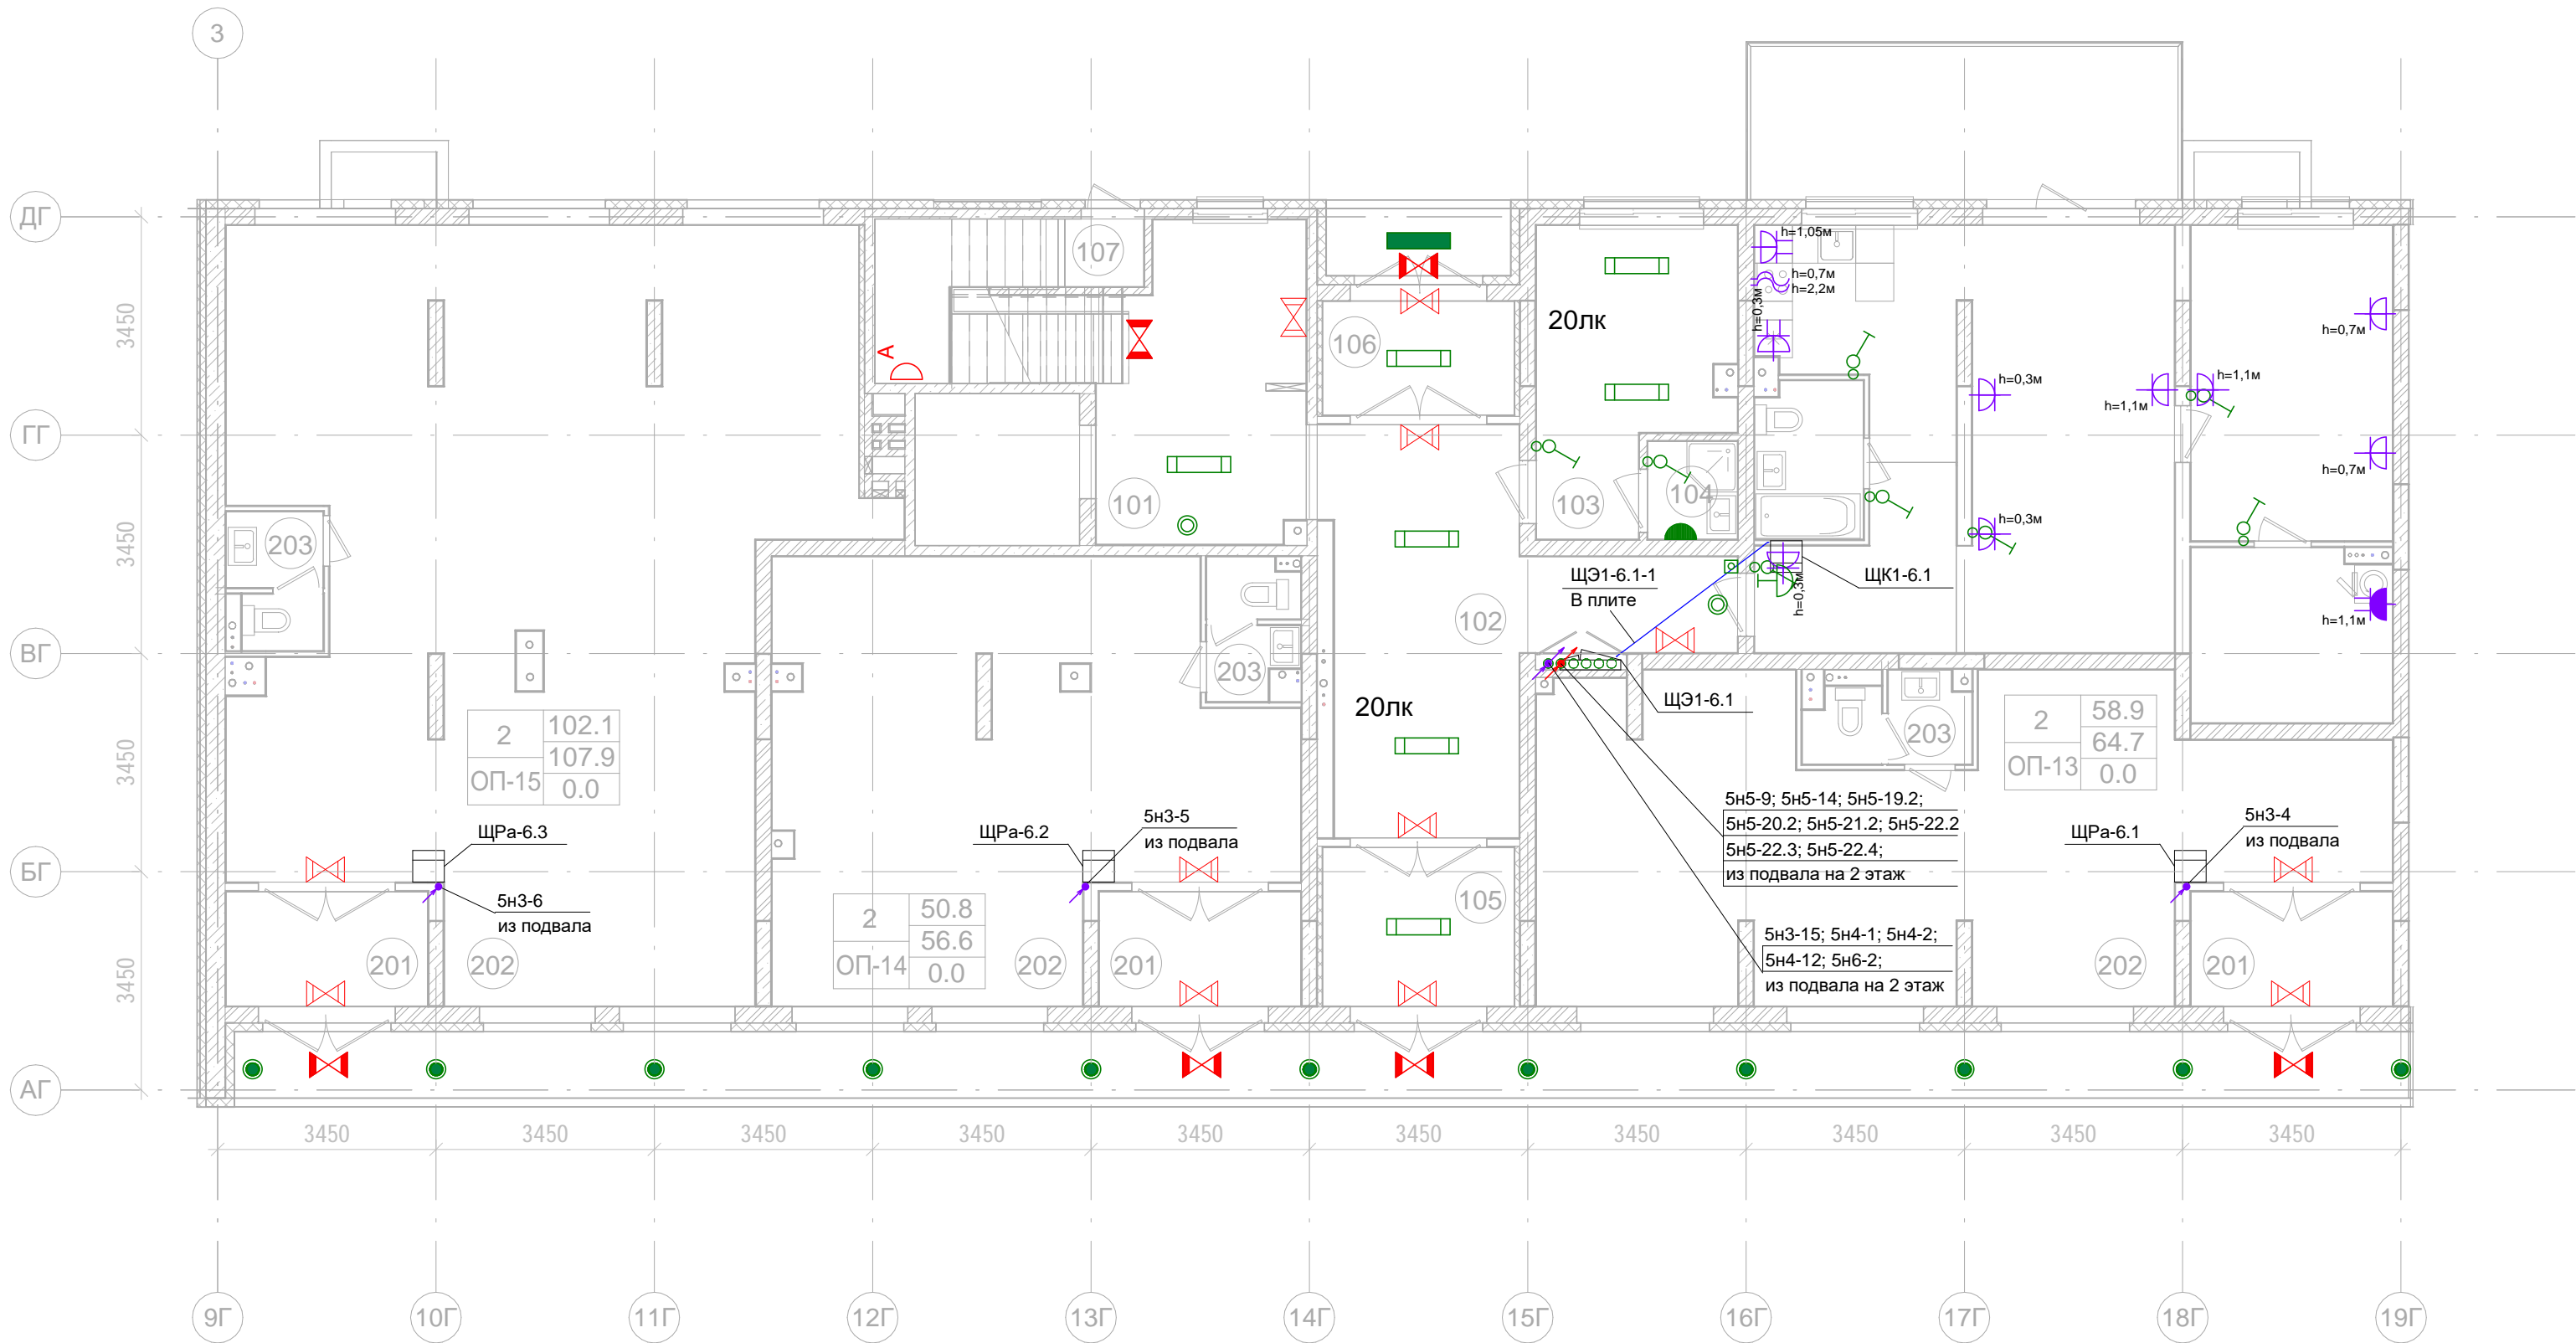 3
ДГ
107
h=1,05м
h=0,7м
h=2,2м
h=0,3м
20лк
3450
106
h=0,7м
А
h=0,3м
h=1,1м
h=1,1м
ГГ
h=0,7м
101
103
104
3450
203
h=0,3м
ЩЭ1-6.1-1
В плите
ЩК1-6.1
h=0,3м
102
h=1,1м
ВГ
203
ЩЭ1-6.1
20лк
2
102.1
107.9
ОП-15
0.0
203
2
58.9
64.7
ОП-13
0.0
3450
ЩРа-6.3
ЩРа-6.2
5н3-5
из подвала
5н5-9; 5н5-14; 5н5-19.2;
5н5-20.2; 5н5-21.2; 5н5-22.2
5н5-22.3; 5н5-22.4;
из подвала на 2 этаж
ЩРа-6.1
5н3-4
из подвала
БГ
5н3-6
из подвала
105
2
50.8
56.6
ОП-14
0.0
5н3-15; 5н4-1; 5н4-2;
5н4-12; 5н6-2;
из подвала на 2 этаж
3450
201
202
202
201
202
201
АГ
3450 3450 3450 3450 3450 3450 3450 3450 3450 3450
9Г 10Г 11Г 12Г 13Г 14Г 15Г 16Г 17Г 18Г 19Г